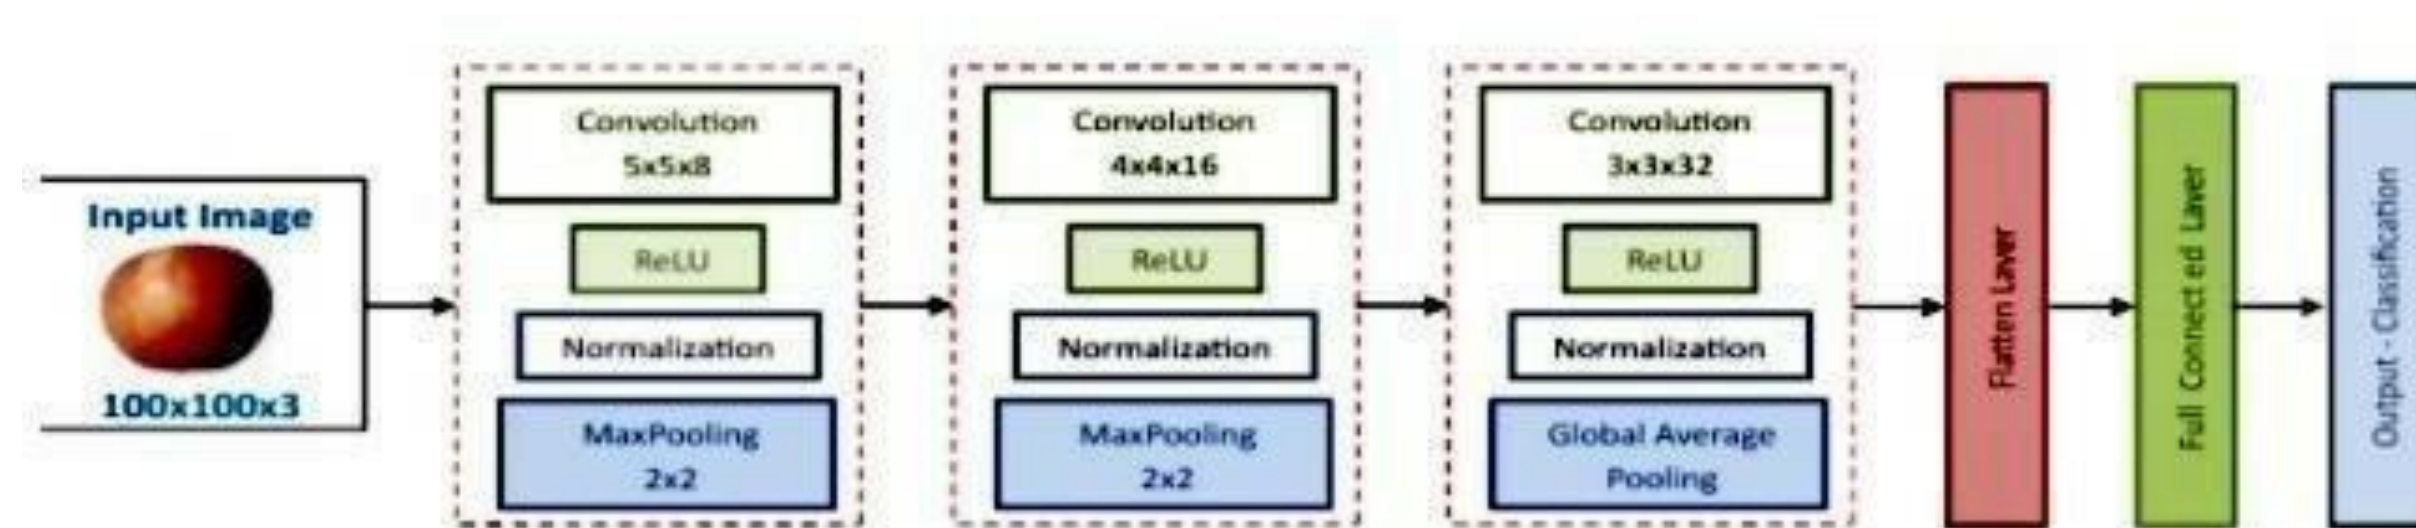 Input Image
100x100x3
Convolution
5x5x8
ReLU
Normalization
MaxPooling
2x2
Convolution
4x4x16
ReLU
Normalization
MaxPooling
2x2
Convolution
3x3x32
ReLU
Normalization
Global Average
Pooling
Flatten Layer
Full Connect ed Layer
Output - Classification